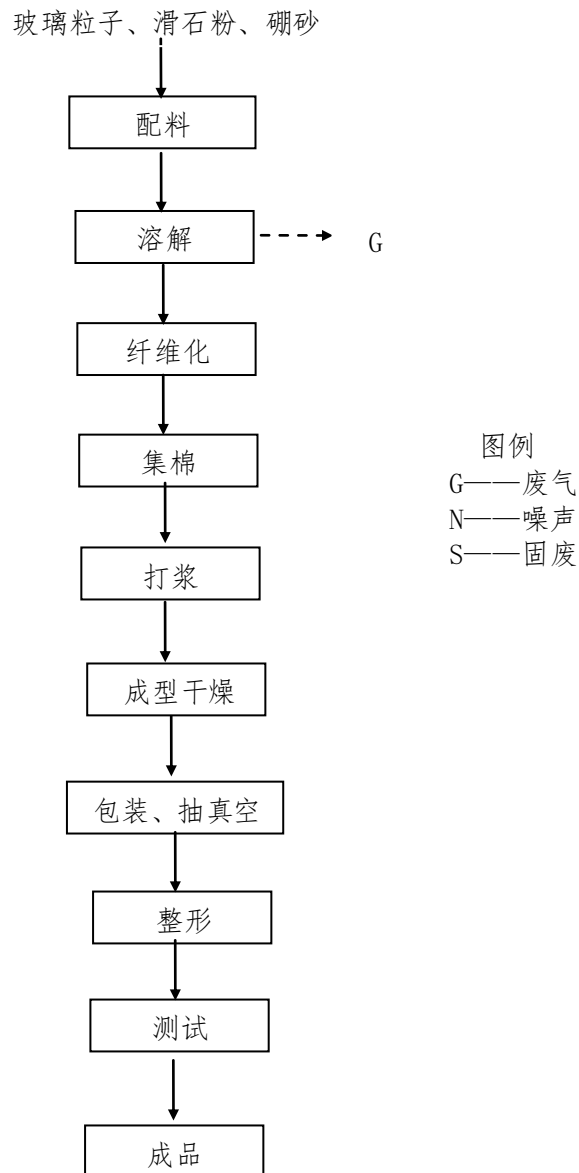 玻璃粒子、滑石粉、硼砂
配料
溶解
G
纤维化
集棉
图例
G——废气
N——噪声
S——固废
打浆
成型干燥
包装、抽真空
整形
测试
成品